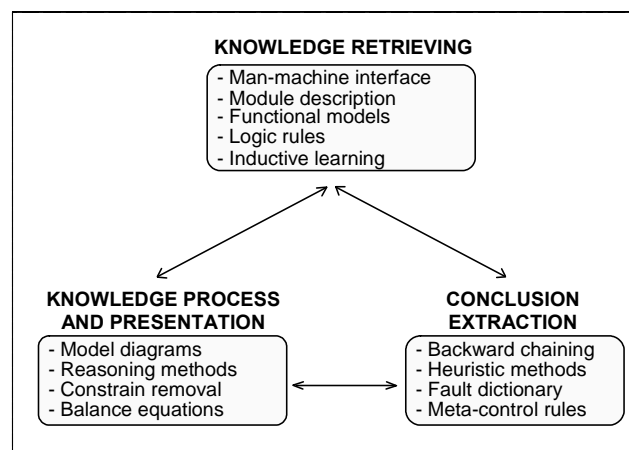 KNOWLEDGE RETRIEVING
- Man-machine interface
- Module description
- Functional models
- Logic rules
- Inductive learning
KNOWLEDGE PROCESS
AND PRESENTATION
- Model diagrams
- Reasoning methods
- Constrain removal
- Balance equations
CONCLUSION
EXTRACTION
- Backward chaining
- Heuristic methods
- Fault dictionary
- Meta-control rules